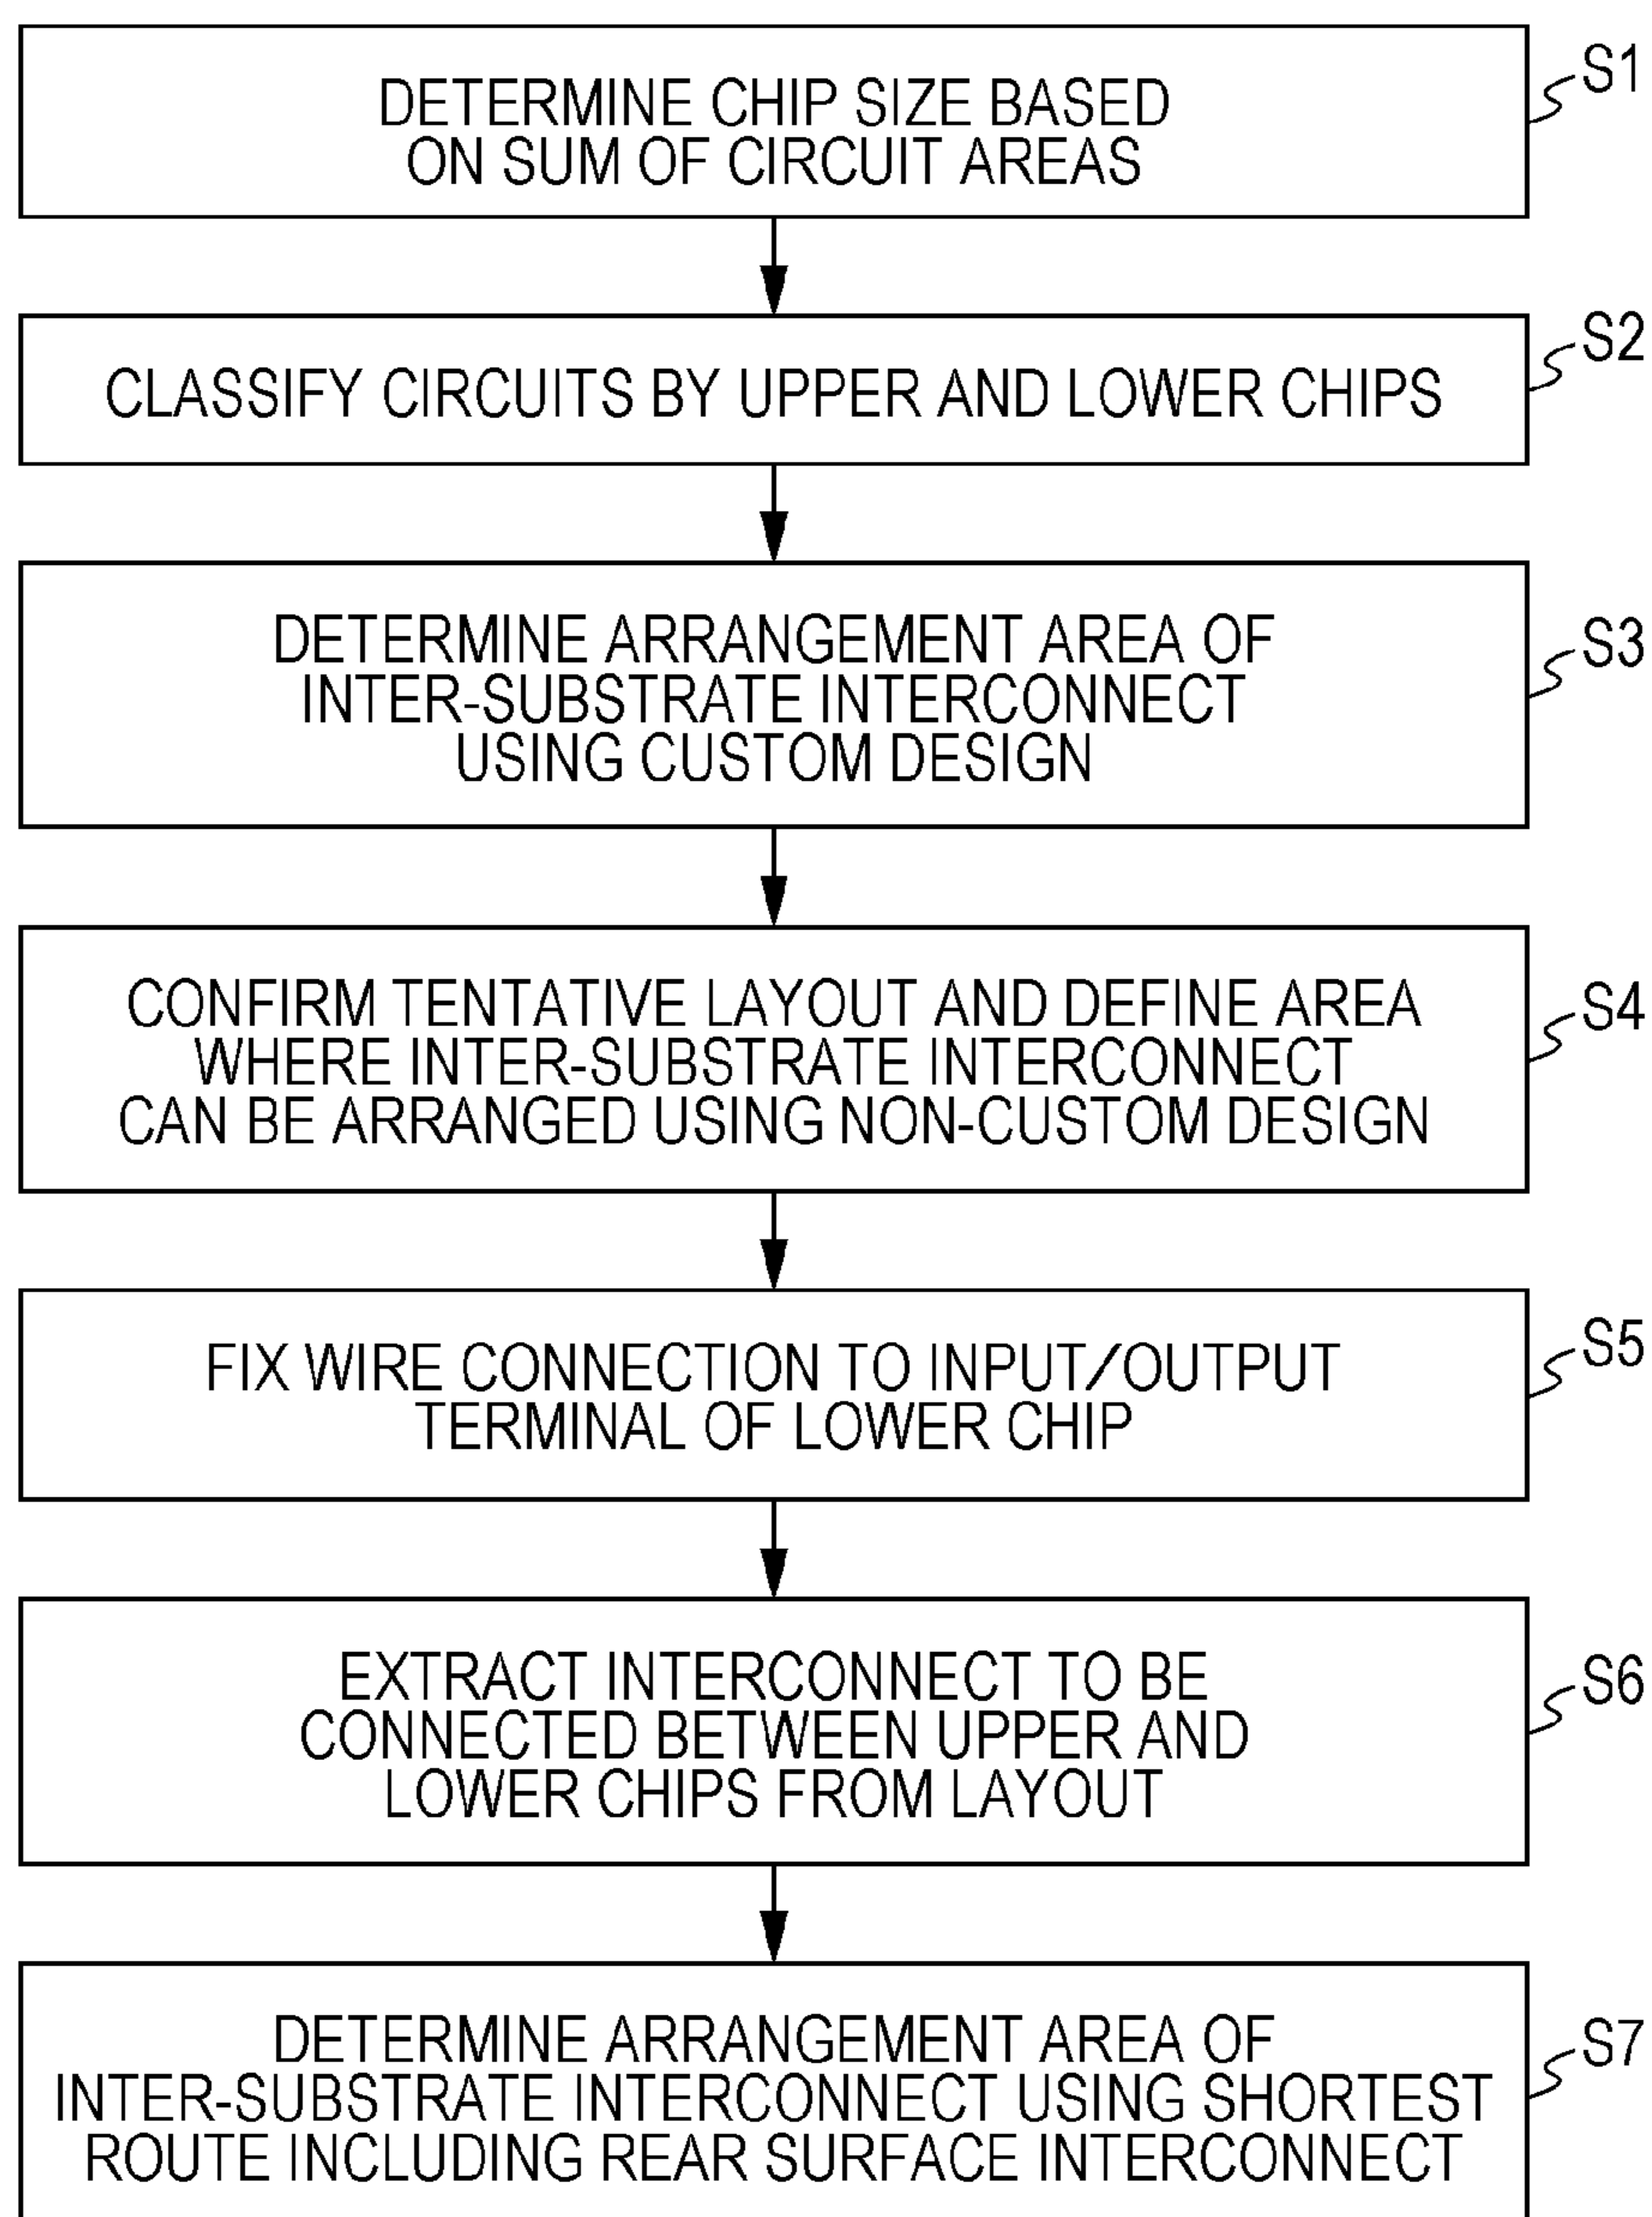 DETERMINE CHIP SIZE BASED
ON SUM OF CIRCUIT AREAS
S1
CLASSIFY CIRCUITS BY UPPER AND LOWER CHIPS
S2
DETERMINE ARRANGEMENT AREA OF
INTER-SUBSTRATE INTERCONNECT
USING CUSTOM DESIGN
S3
CONFIRM TENTATIVE LAYOUT AND DEFINE AREA
WHERE INTER-SUBSTRATE INTERCONNECT
CAN BE ARRANGED USING NON-CUSTOM DESIGN
S4
FIX WIRE CONNECTION TO INPUT/OUTPUT
TERMINAL OF LOWER CHIP
S5
EXTRACT INTERCONNECT TO BE
CONNECTED BETWEEN UPPER AND
LOWER CHIPS FROM LAYOUT
S6
DETERMINE ARRANGEMENT AREA OF
INTER-SUBSTRATE INTERCONNECT USING SHORTEST
ROUTE INCLUDING REAR SURFACE INTERCONNECT
S7